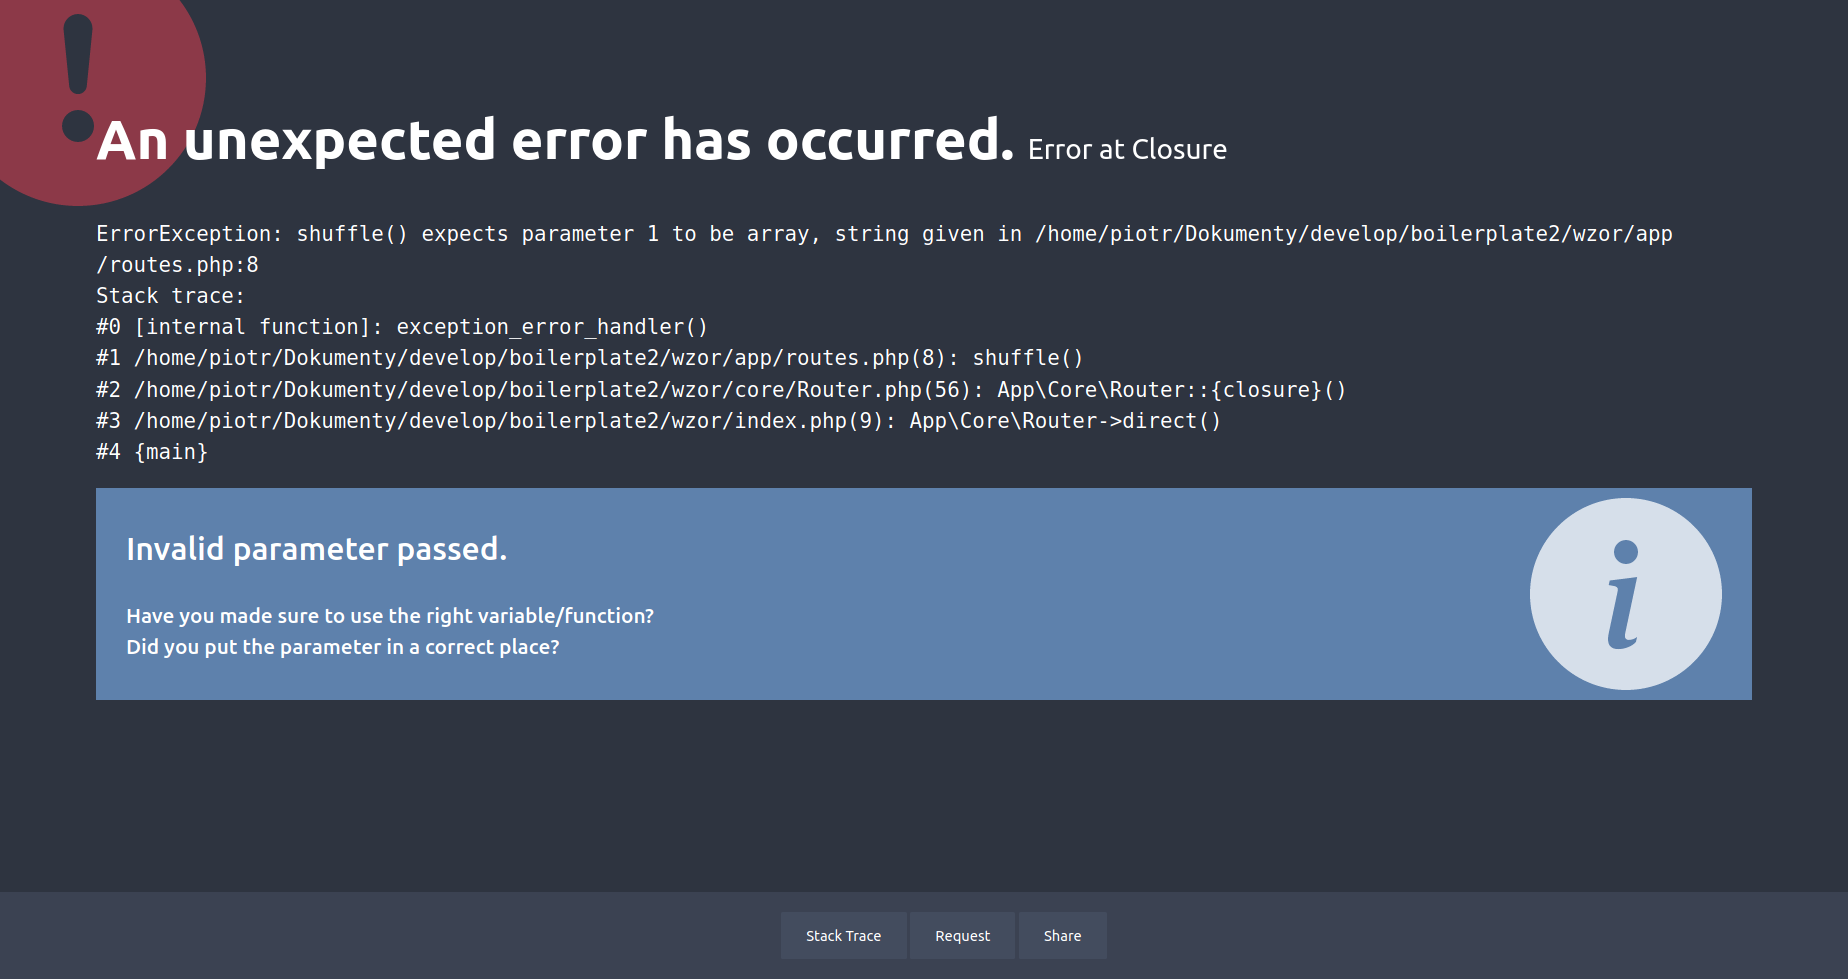 An unexpected error has occurred. Error at Closure
ErrorException: shuffle() expects parameter 1 to be array, string given in /home/piotr/Dokumenty/develop/boilerplate2/wzor/app
/routes.php:8
Stack trace:
#0 [internal function]: exception_error_handler()
#1 /home/piotr/Dokumenty/develop/boilerplate2/wzor/app/routes.php(8): shuffle()
#2 /home/piotr/Dokumenty/develop/boilerplate2/wzor/core/Router.php(56): App\Core\Router::{closure}()
#3 /home/piotr/Dokumenty/develop/boilerplate2/wzor/index.php(9): App\Core\Router->direct()
#4 {main}
Invalid parameter passed.
Have you made sure to use the right variable/function?
Did you put the parameter in a correct place?
Stack Trace Request Share